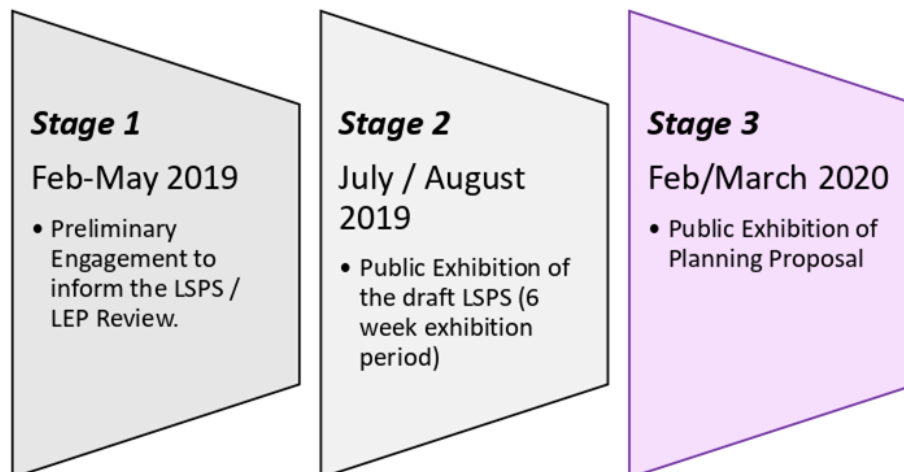 Stage 1
Feb-May 2019
• Preliminary
Engagement to
inform the LSPS /
LEP Review.
Stage 2
July / August
2019
• Public Exhibition of
the draft LSPS (6
week exhibition
period)
Stage 3
Feb/March 2020
• Public Exhibition of
Planning Proposal